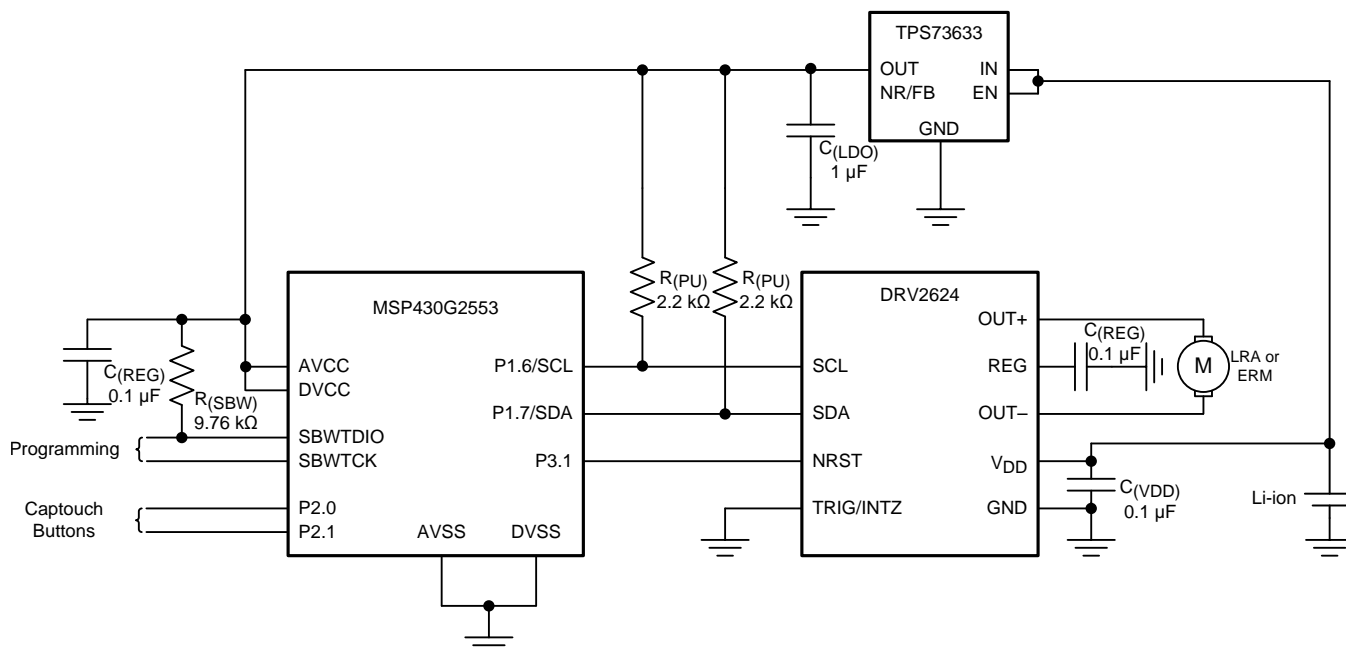 TPS73633
OUT
IN
NR/FB
EN
GND
C(LDO)
1 µF
R(PU)
2.2 kΩ
R(PU)
2.2 kΩ
MSP430G2553
DRV2624
C(REG)
0.1 µF
R(SBW)
9.76 kΩ
AVCC
DVCC
SBWTDIO
SBWTCK
P2.0
P2.1
AVSS
DVSS
P1.6/SCL
P1.7/SDA
P3.1
Programming
Captouch
Buttons
SCL
SDA
NRST
TRIG/INTZ
OUT+
REG
OUT–
VDD
GND
C(REG)
0.1 µF
M
LRA or
ERM
C(VDD)
0.1 µF
Li-ion